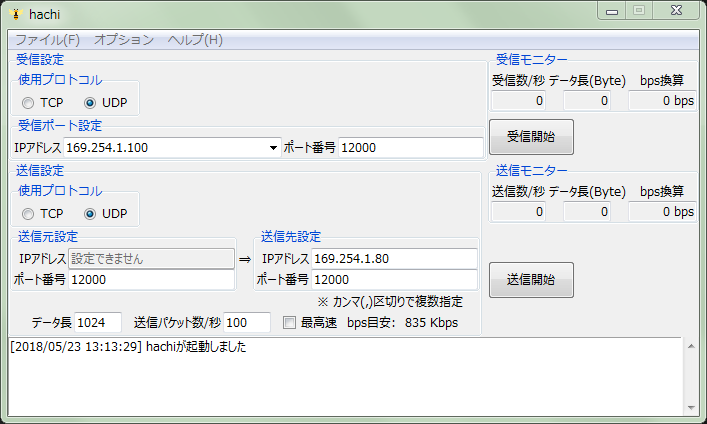 hachi
ファイル(F) オプション ヘルプ(H)
受信設定
使用プロトコル
TCP UDP
受信ポート設定
IPアドレス 169.254.1.100 ポート番号 12000
受信モニター
受信数/秒 データ長(Byte) bps換算
0 0 0 bps
受信開始
送信設定
使用プロトコル
TCP UDP
送信元設定
IPアドレス 設定できません
ポート番号 12000
⇒
送信先設定
IPアドレス 169.254.1.80
ポート番号 12000
※ カンマ(,)区切りで複数指定
データ長 1024 送信パケット数/秒 100 最高速 bps目安: 835 Kbps
送信モニター
送信数/秒 データ長(Byte) bps換算
0 0 0 bps
送信開始
[2018/05/23 13:13:29] hachiが起動しました